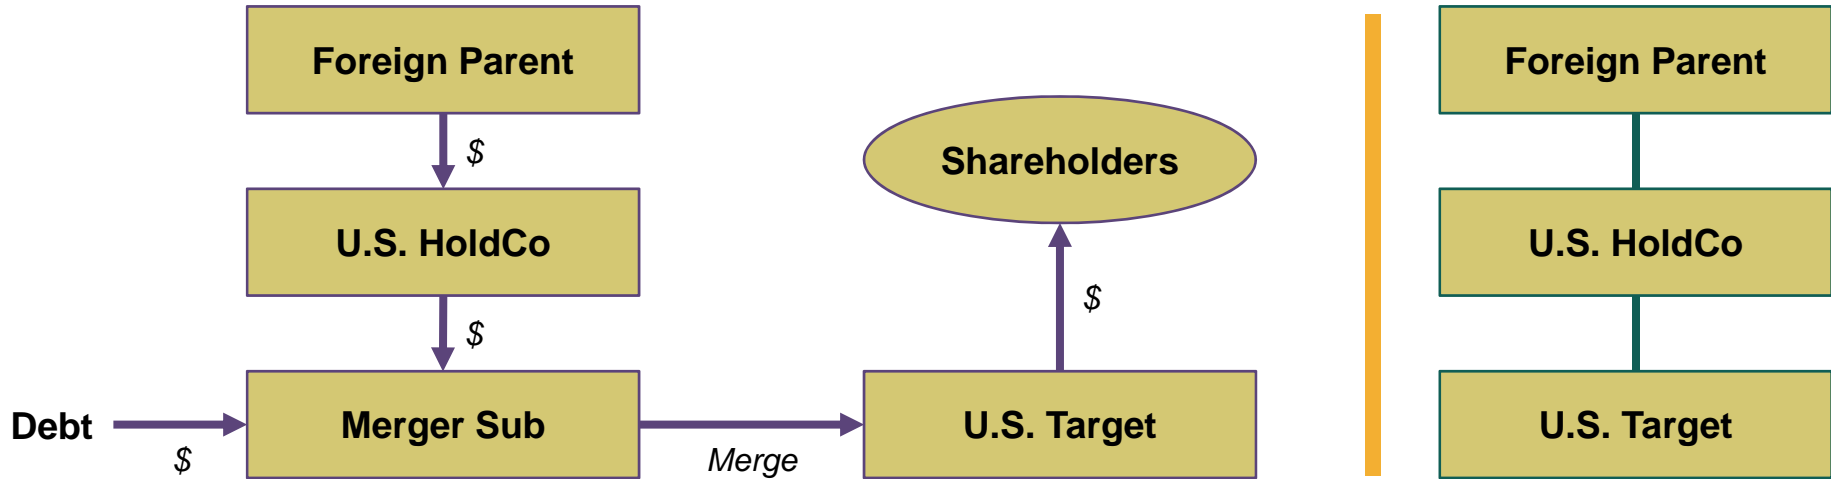 Foreign Parent
$
U.S. HoldCo
$
Debt
$
Merger Sub
Merge
Shareholders
$
U.S. Target
Foreign Parent
U.S. HoldCo
U.S. Target